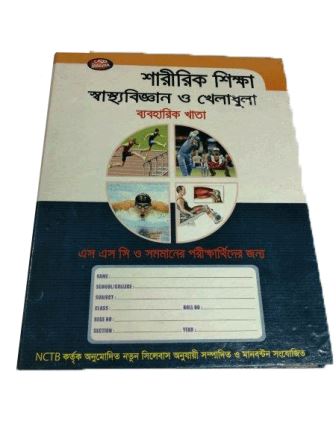 শারীরিক শিক্ষা
স্বাস্থ্যবিজ্ঞান ও খেলাধুলা
ব্যবহারিক খাতা
এস এস সি ও সমমানের পরীক্ষার্থিদের জন্য
NAME :
SCHOOL/COLLEGE :
SUBJECT :
CLASS : ROLL NO :
REGE NO :
SECTION : YEAR :
NCTB কর্তৃক অনুমোদিত নতুন সিলেবাস অনুযায়ী সম্পাদিত ও মানবন্টন সংযোজিত